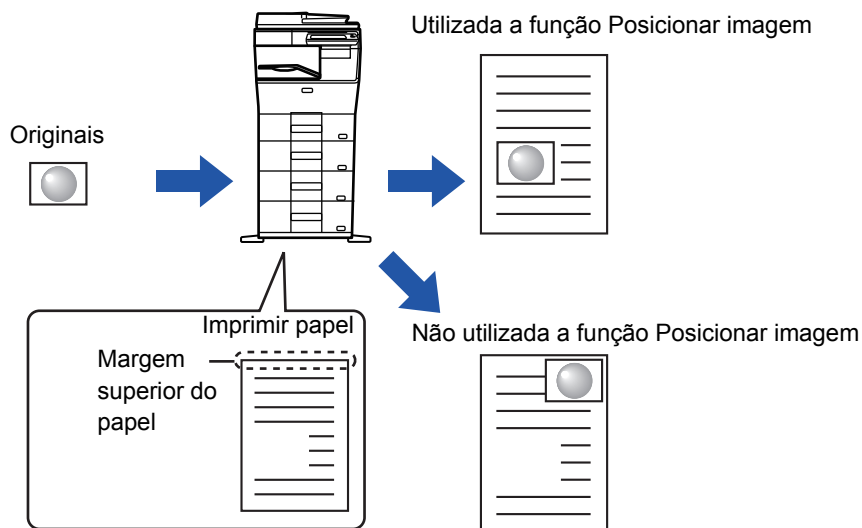 Utilizada a função Posicionar imagem
Originais
Imprimir papel
Margem
superior do
papel
Não utilizada a função Posicionar imagem